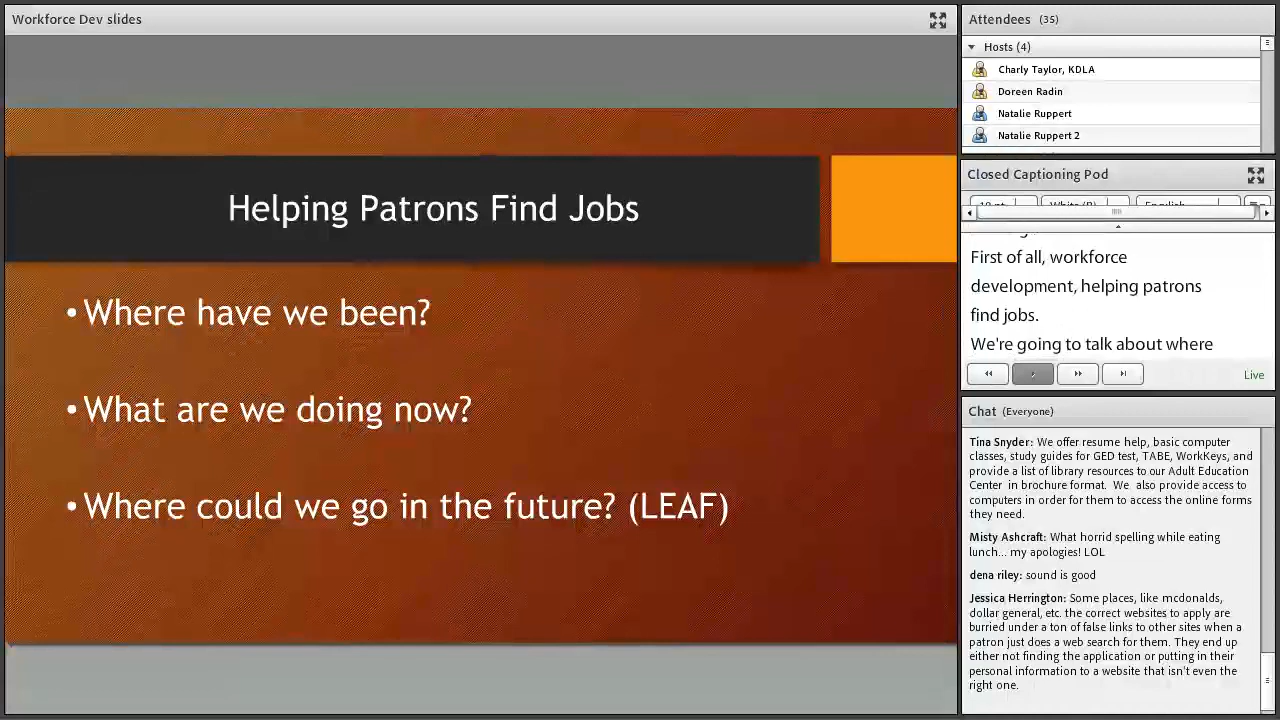 Workforce Dev slides
Helping Patrons Find Jobs
• Where have we been?
• What are we doing now?
• Where could we go in the future? (LEAF)
Attendees (35)
Hosts (4)
Charly Taylor, KDLA
Doreen Radin
Natalie Ruppert
Natalie Ruppert 2
Closed Captioning Pod
First of all, workforce
development, helping patrons
find jobs.
We're going to talk about where
Live
Chat (Everyone)
Tina Snyder: We offer resume help, basic computer
classes, study guides for GED test, TABE, WorkKeys, and
provide a list of library resources to our Adult Education
Center in brochure format. We also provide access to
computers in order for them to access the online forms
they need.
Misty Ashcraft: What horrid spelling while eating
lunch... my apologies! LOL
dena riley: sound is good
Jessica Herrington: Some places, like mcdonalds,
dollar general, etc. the correct websites to apply are
burried under a ton of false links to other sites when a
patron just does a web search for them. They end up
either not finding the application or putting in their
personal information to a website that isn't even the
right one.